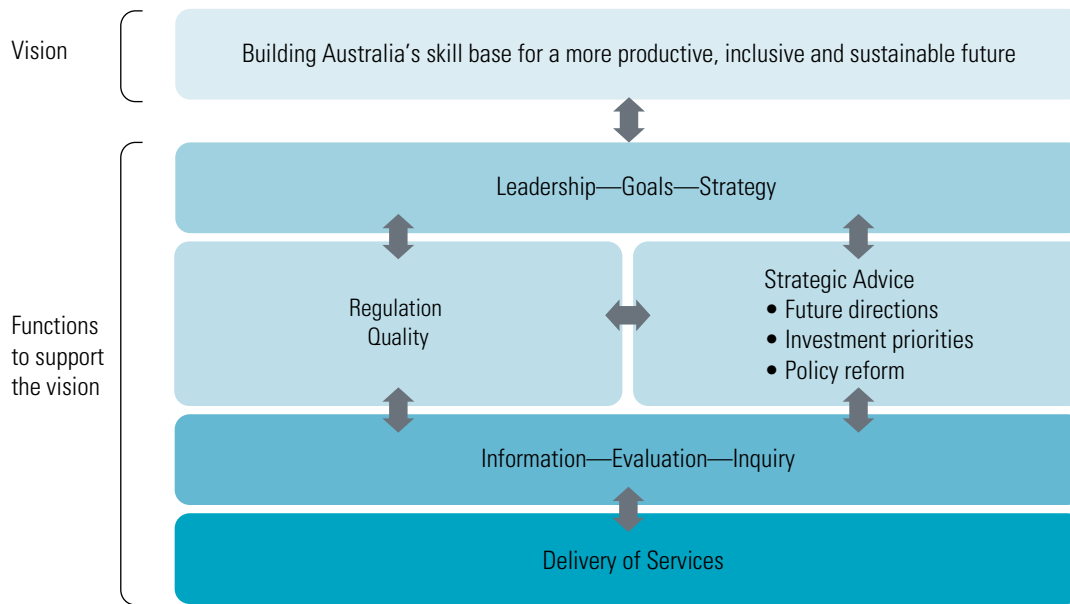 Vision
Building Australia's skill base for a more productive, inclusive and sustainable future
Functions
to support
the vision
Leadership—Goals—Strategy
Regulation
Quality
Strategic Advice
• Future directions
• Investment priorities
• Policy reform
Information—Evaluation—Inquiry
Delivery of Services